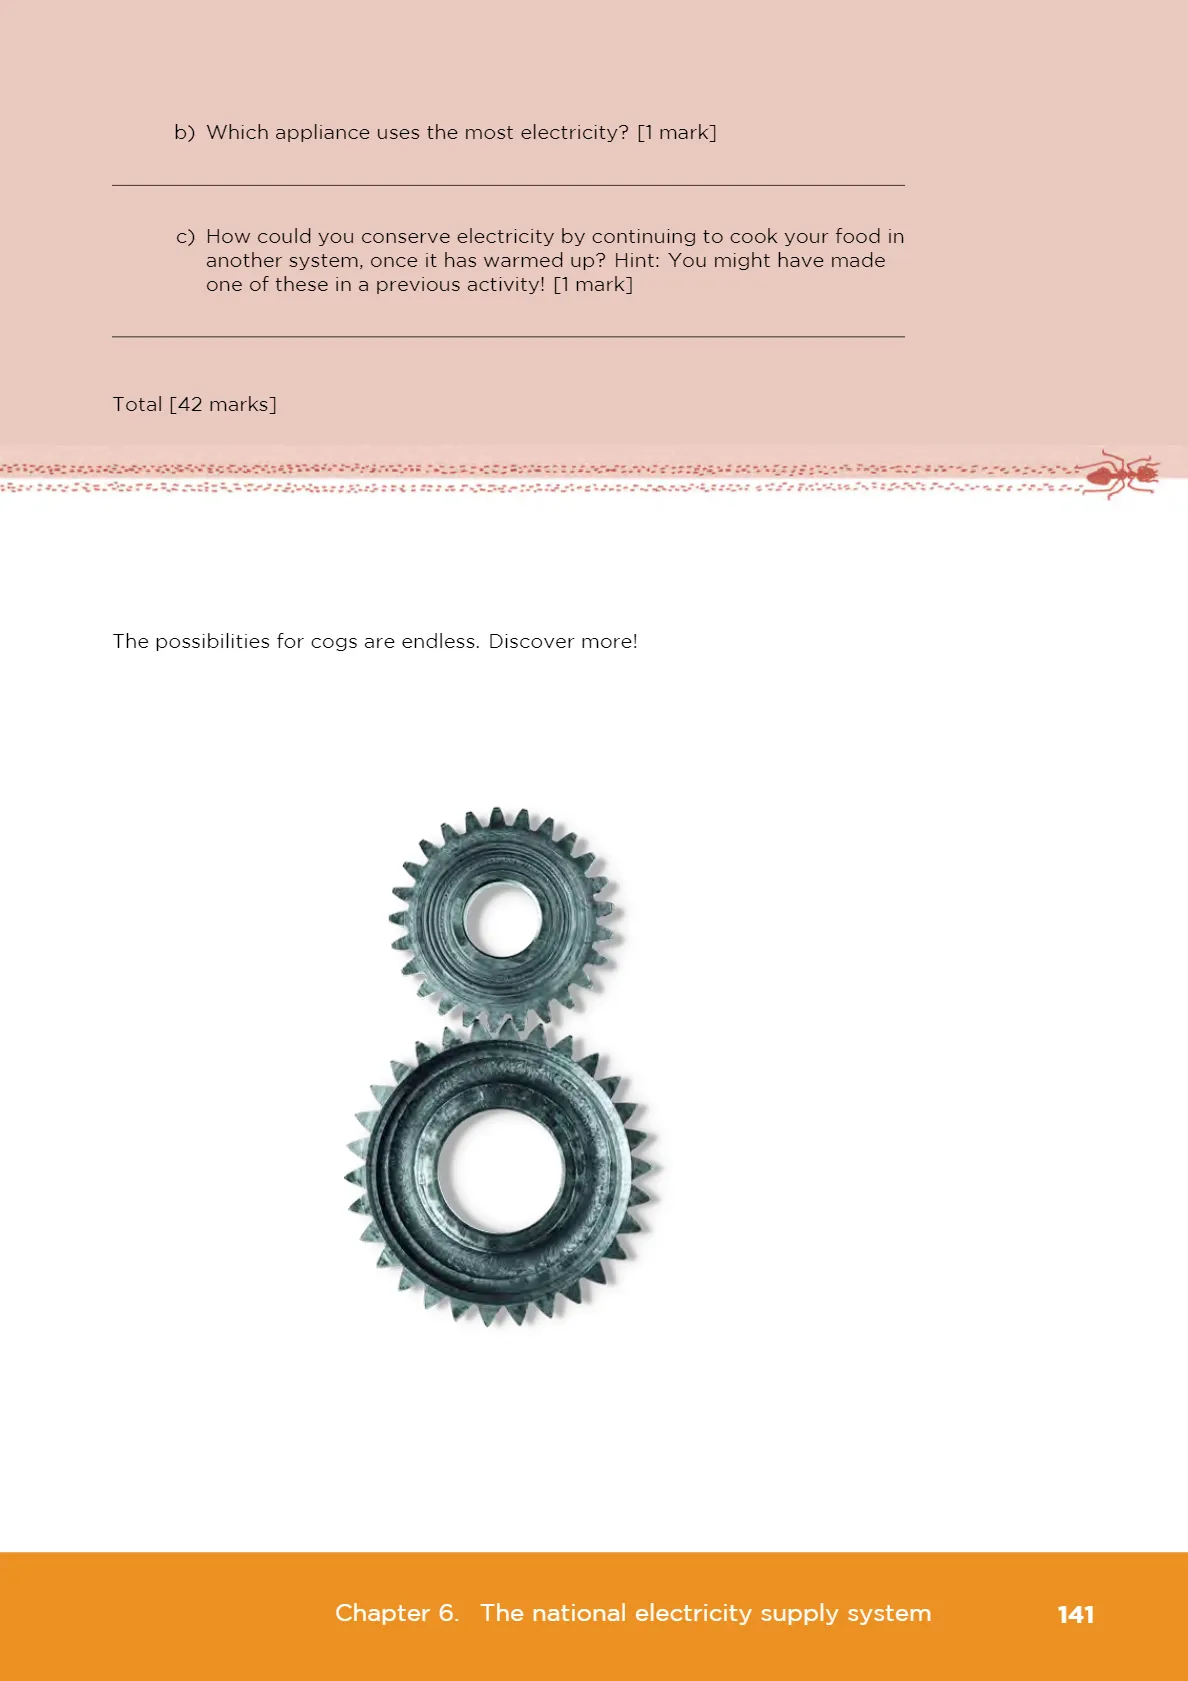 b) Which appliance uses the most electricity? [1 mark]
c) How could you conserve electricity by continuing to cook your food in
another system, once it has warmed up? Hint: You might have made
one of these in a previous activity! [1 mark]
Total [42 marks]
The possibilities for cogs are endless. Discover more!
Chapter 6. The national electricity supply system 141